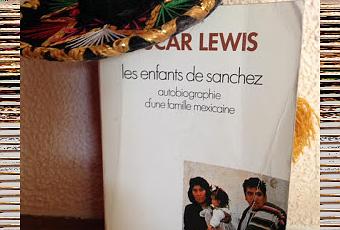 CAR LEWIS
les enfants de sanchez
autobiographie
d'une famille mexicaine